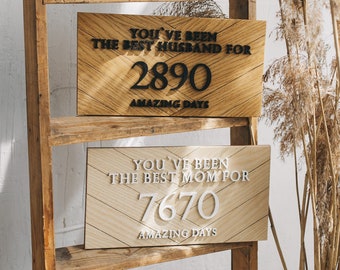 YOU`VE BEEN
THE BEST HUSBAND FOR
2890
AMAZING DAYS
YOU`VE BEEN
THE BEST MOM FOR
7670
AMAZING DAYS